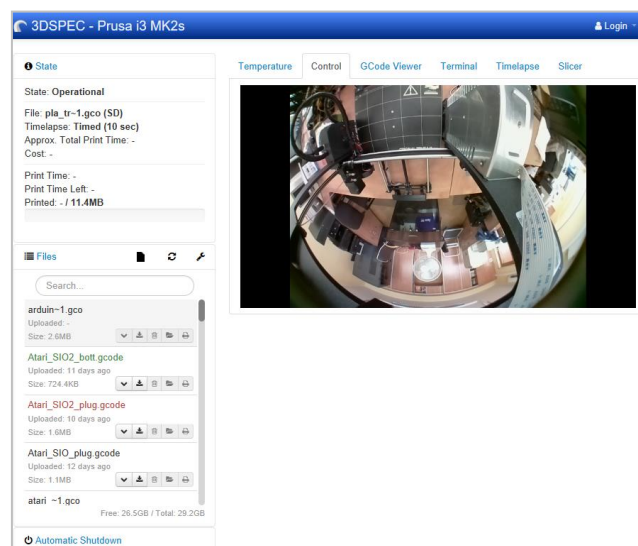 3DSPEC - Prusa i3 MK2s
Login
State
State: Operational
File: pla_tr~1.gco (SD)
Timelapse: Timed (10 sec)
Approx. Total Print Time: -
Cost: -
Print Time: -
Print Time Left: -
Printed: - / 11.4MB
Files
Search...
arduin~1.gco
Uploaded: -
Size: 2.6MB
Atari_SIO2_bott.gcode
Uploaded: 11 days ago
Size: 724.4KB
Atari_SIO2_plug.gcode
Uploaded: 10 days ago
Size: 1.6MB
Atari_SIO_plug.gcode
Uploaded: 12 days ago
Size: 1.1MB
atari_~1.gco
Free: 26.5GB / Total: 29.2GB
Automatic Shutdown
Temperature Control GCode Viewer Terminal Timelapse Slicer